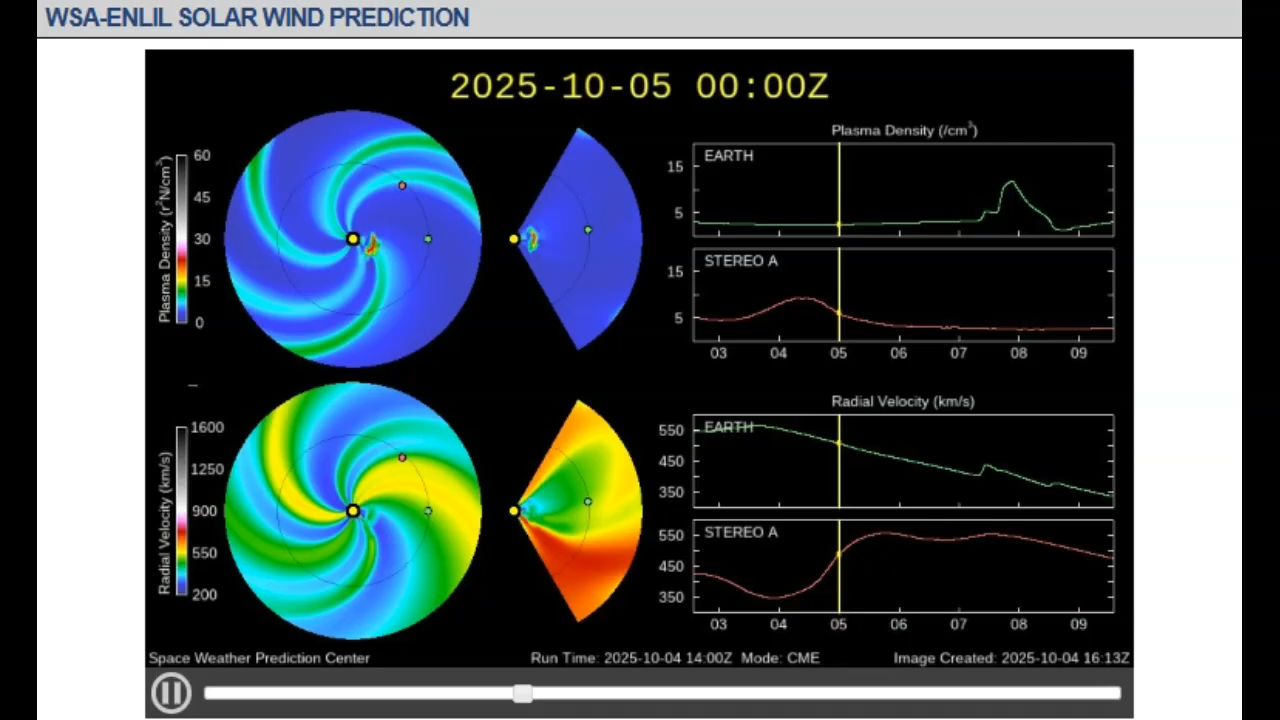 WSA-ENLIL SOLAR WIND PREDICTION
2025-10-05 00:00Z
Plasma Density (r²N/cm³)
60
45
30
15
0
Plasma Density (/cm³)
EARTH
15
5
STEREO A
15
5
03 04 05 06 07 08 09
Radial Velocity (km/s)
1600
1250
900
550
200
Radial Velocity (km/s)
EARTH
550
450
350
STEREO A
550
450
350
03 04 05 06 07 08 09
Space Weather Prediction Center Run Time: 2025-10-04 14:00Z Mode: CME Image Created: 2025-10-04 16:13Z